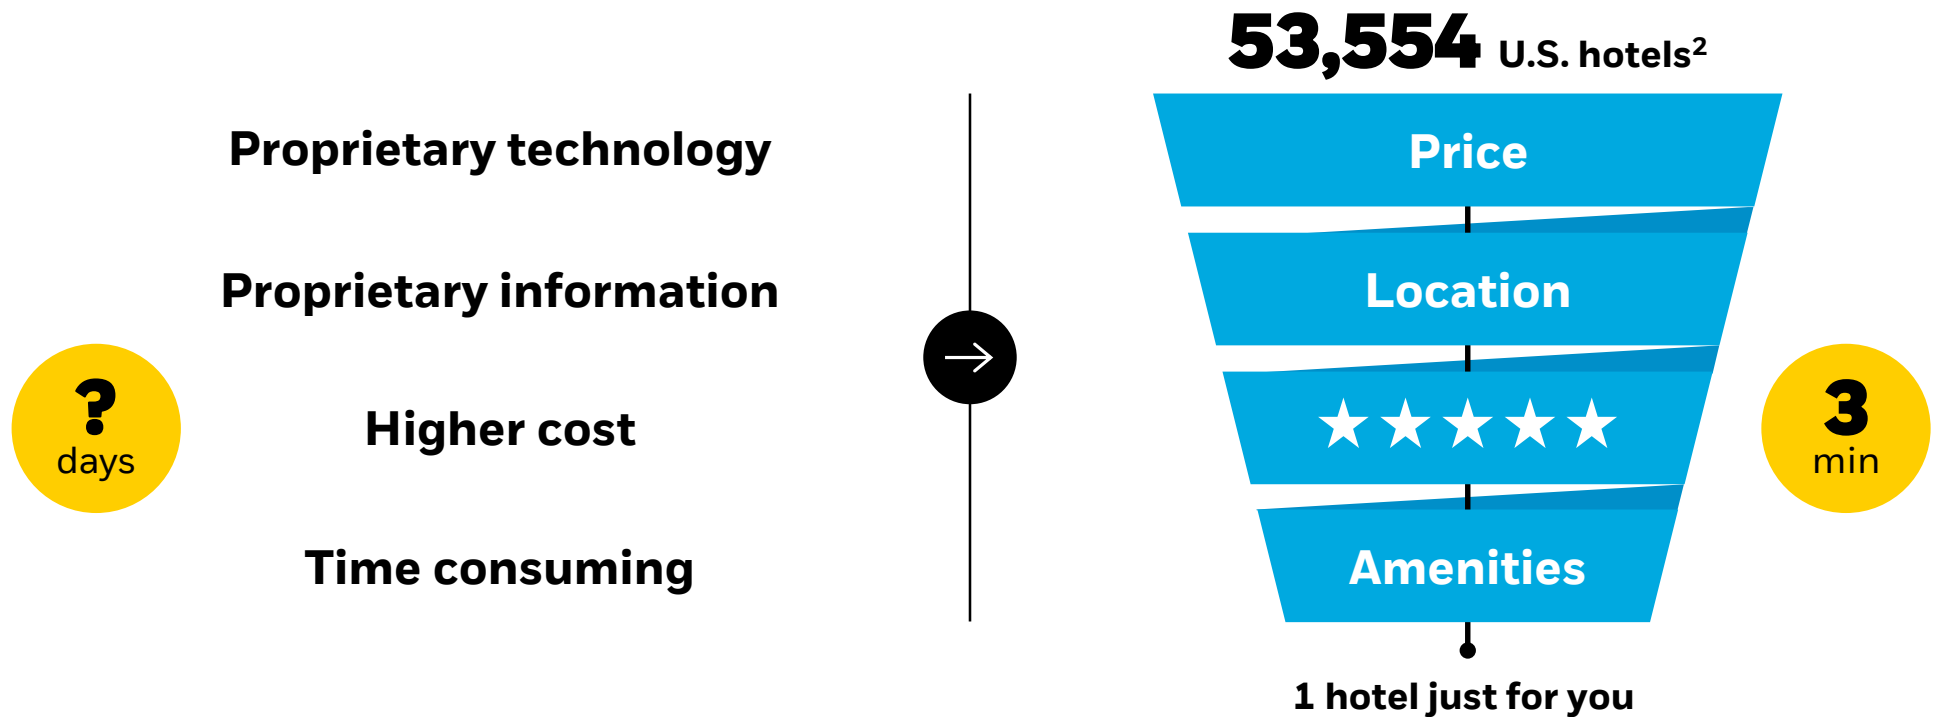 Proprietary technology
Proprietary information
Higher cost
Time consuming
?
days
53,554 U.S. hotels²
Price
Location
Amenities
1 hotel just for you
3
min